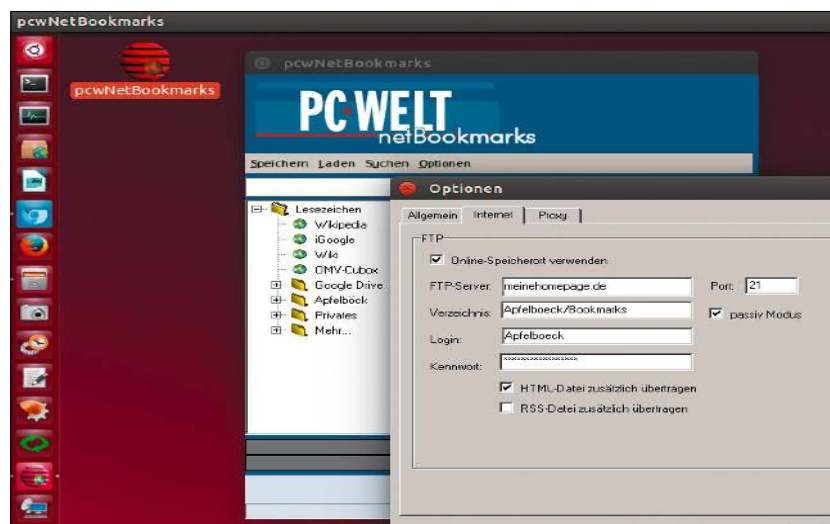 pcwNetBookmarks
pcwNetBookmarks
pcwNetBookmarks
PC WELT
netBookmarks
Speichern Laden Suchen Optionen
Optionen
Lesezeichen
Wikipedia
iGoogle
Wiki
OMV-Cubox
Google Drive
Apfelböck
Privates
Mehr...
Allgemein Internet Proxy
FTP
Online-Speicherort verwenden
FTP-Server: meinehomepage.de Port: 21
Verzeichnis: Apfelboeck/Bookmarks passiv Modus
Login: Apfelboeck
Kennwort: ****************
HTML-Datei zusätzlich übertragen
RSS-Datei zusätzlich übertragen